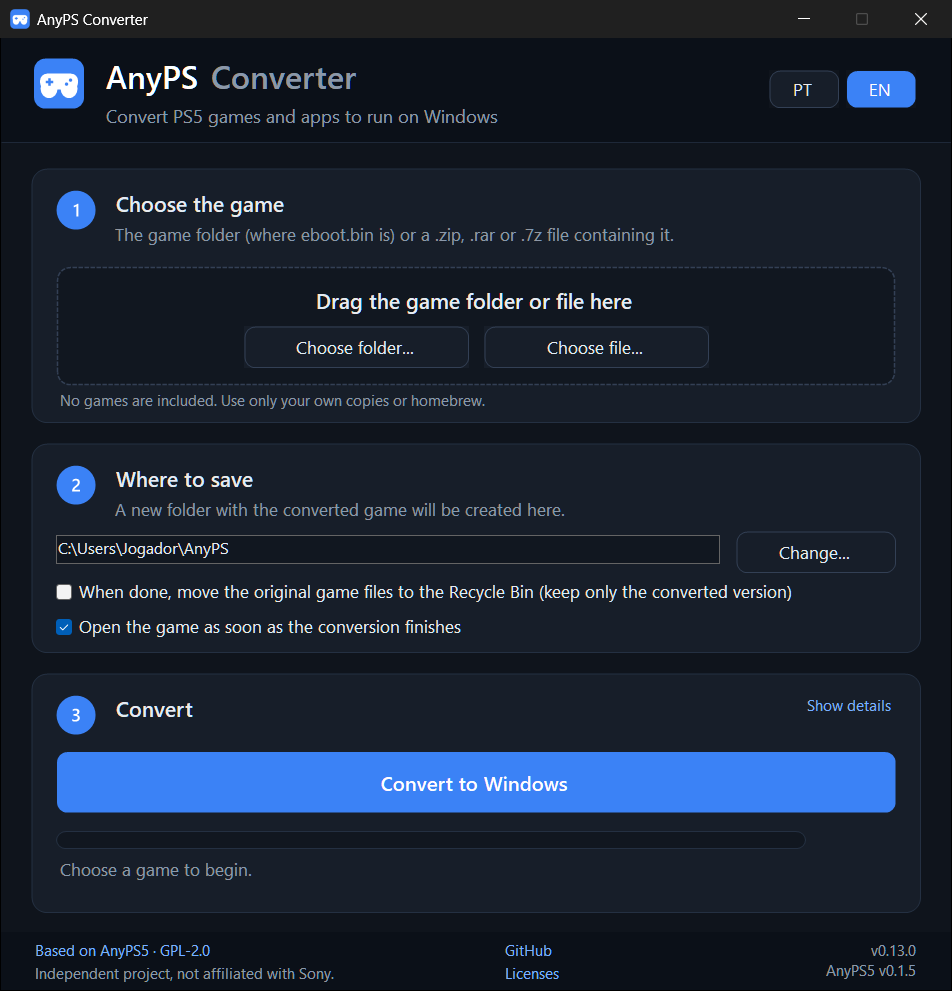 AnyPS Converter
AnyPS Converter
Convert PS5 games and apps to run on Windows
PT
EN
1
Choose the game
The game folder (where eboot.bin is) or a .zip, .rar or .7z file containing it.
Drag the game folder or file here
Choose folder...
Choose file...
No games are included. Use only your own copies or homebrew.
2
Where to save
A new folder with the converted game will be created here.
C:\Users\Jogador\AnyPS
Change...
When done, move the original game files to the Recycle Bin (keep only the converted version)
Open the game as soon as the conversion finishes
3
Convert
Show details
Convert to Windows
Choose a game to begin.
Based on AnyPS5 · GPL-2.0
Independent project, not affiliated with Sony.
GitHub
Licenses
v0.13.0
AnyPS5 v0.1.5